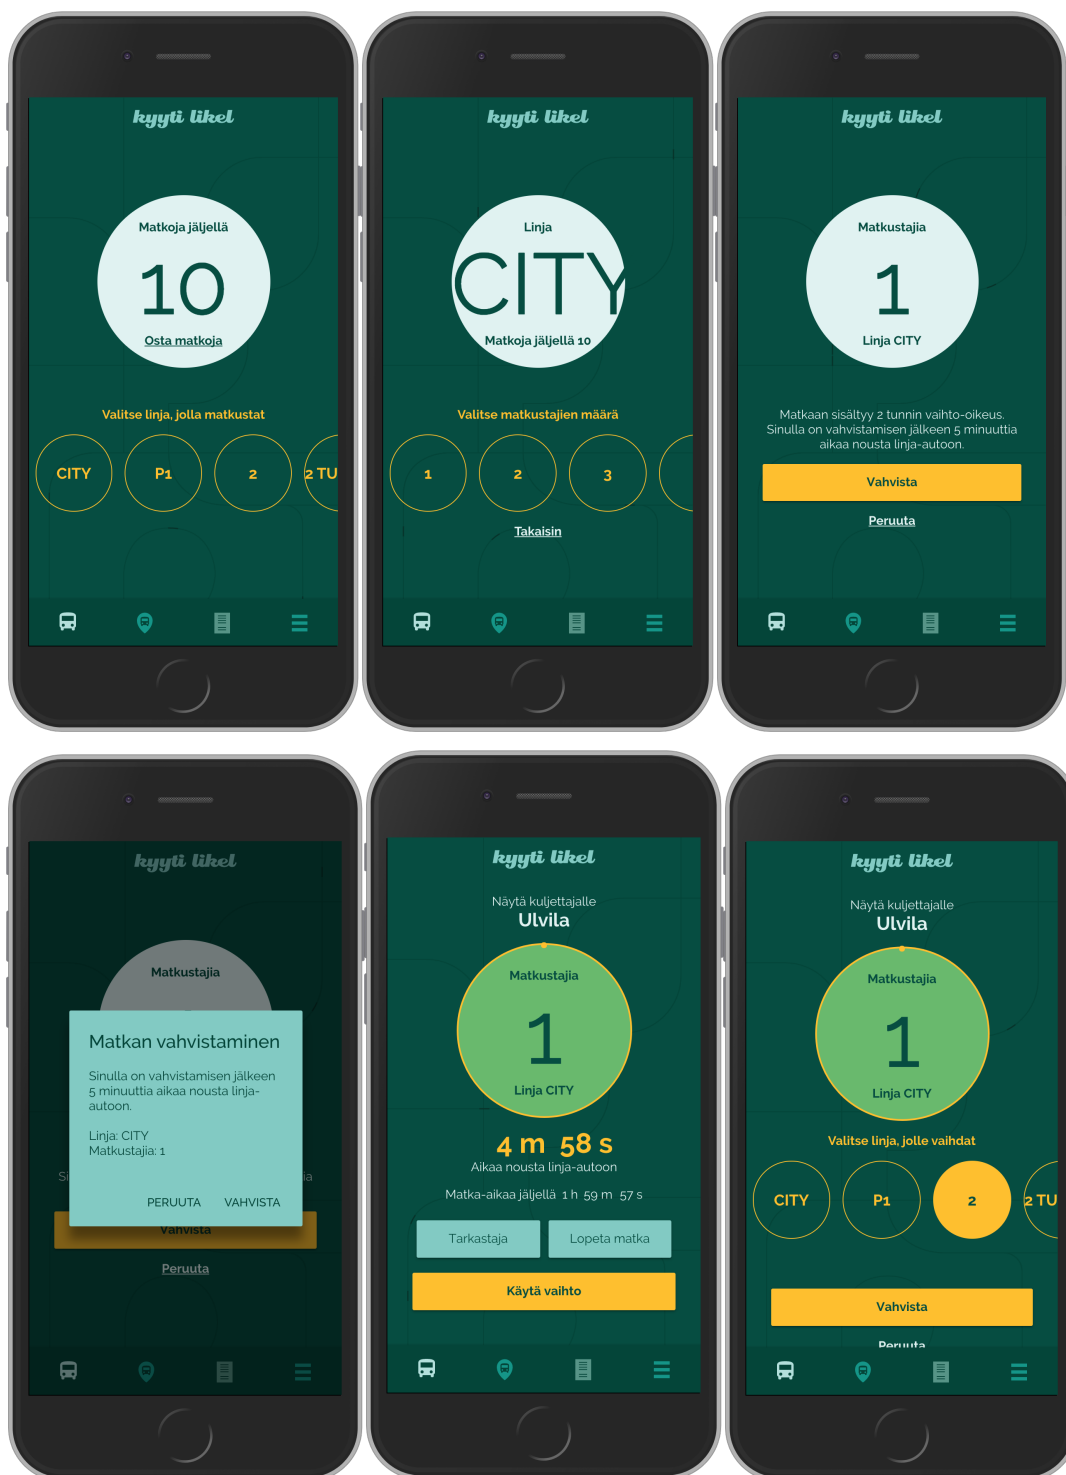 kyyti likel
Matkoja jäljellä
10
Osta matkoja
Valitse linja, jolla matkustat
CITY
P1
2
2 TU
kyyti likel
Linja
CITY
Matkoja jäljellä 10
Valitse matkustajien määrä
1
2
3
Takaisin
kyyti likel
Matkustajia
1
Linja CITY
Matkaan sisältyy 2 tunnin vaihto-oikeus.
Sinulla on vahvistamisen jälkeen 5 minuuttia
aikaa nousta linja-autoon.
Vahvista
Peruuta
kyyti likel
Matkustajia
Matkan vahvistaminen
Sinulla on vahvistamisen jälkeen
5 minuuttia aikaa nousta linja-
autoon.
Linja: CITY
Matkustajia: 1
Si
ia
PERUUTA VAHVISTA
Vahvista
Peruuta
kyyti likel
Näytä kuljettajalle
Ulvila
Matkustajia
1
Linja CITY
4 m 58 s
Aikaa nousta linja-autoon
Matka-aikaa jäljellä 1 h 59 m 57 s
Tarkastaja
Lopeta matka
Käytä vaihto
kyyti likel
Näytä kuljettajalle
Ulvila
Matkustajia
1
Linja CITY
Valitse linja, jolle vaihdat
CITY
P1
2
2 TU
Vahvista
Peruuta